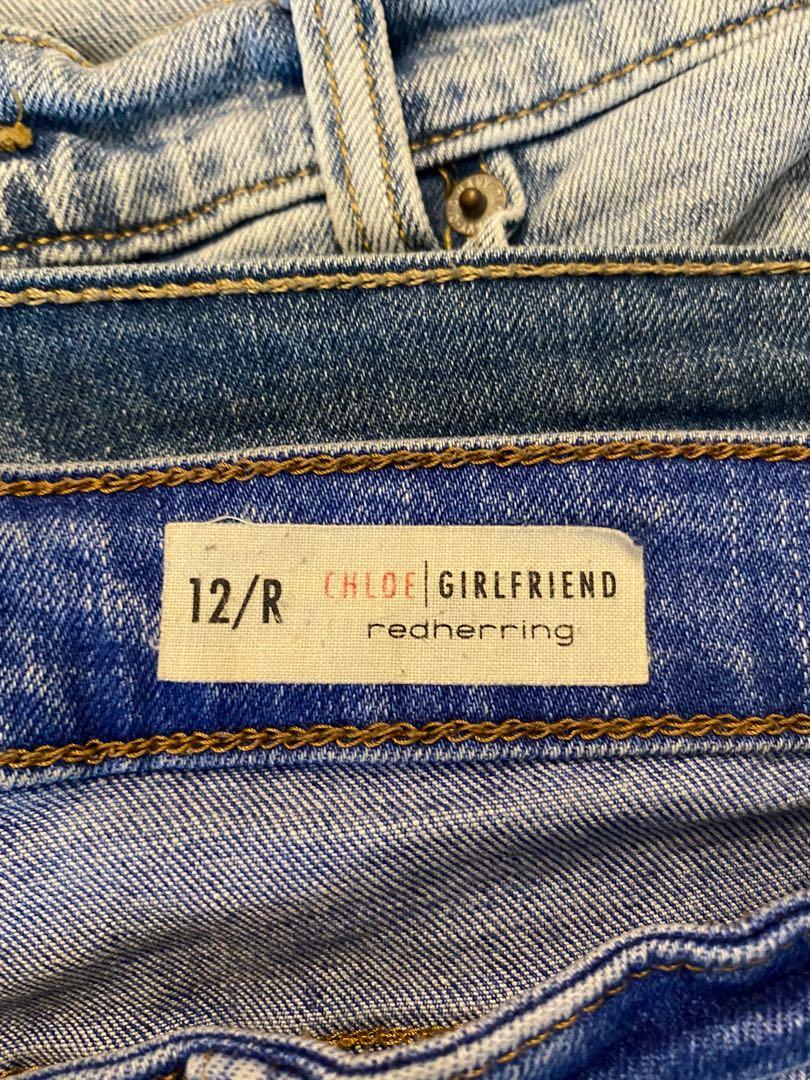 12/R CHLOE | GIRLFRIEND
redherring